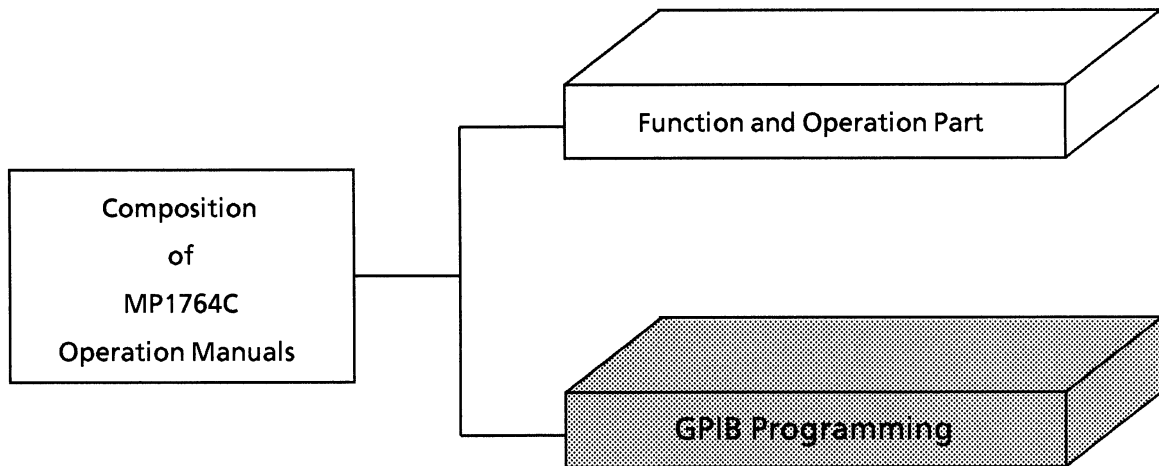 Composition
of
MP1764C
Operation Manuals
Function and Operation Part
GPIB Programming